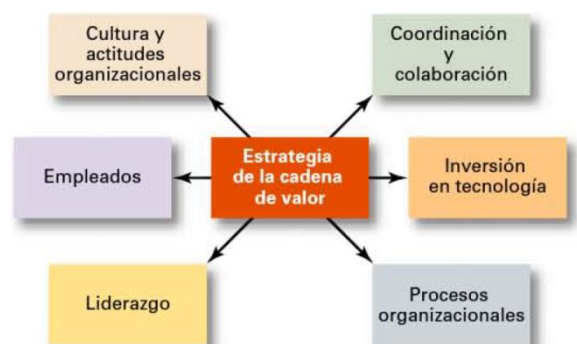 Cultura y
actitudes
organizacionales
Coordinación
y
colaboración
Empleados
Estrategia
de la cadena
de valor
Inversión
en tecnología
Liderazgo
Procesos
organizacionales